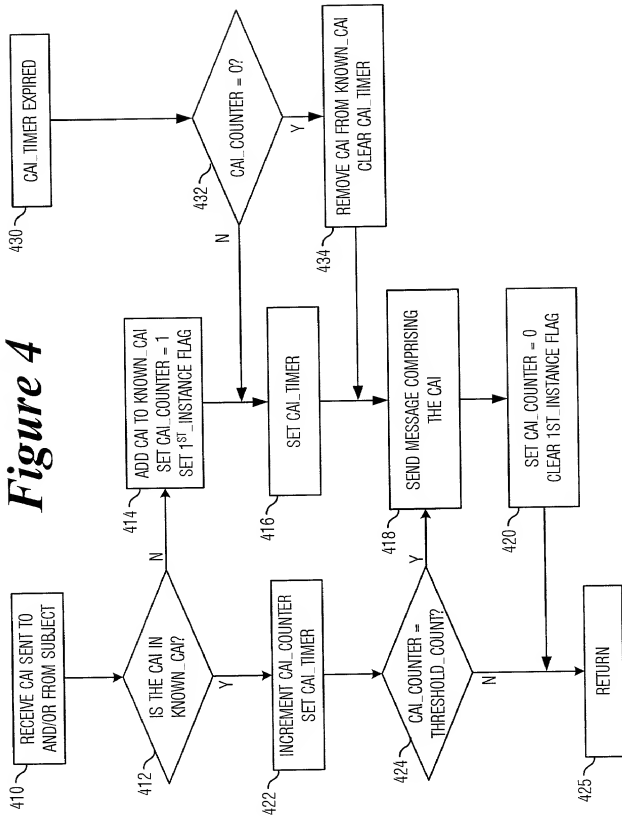 Figure 4
410
RECEIVE CAI SENT TO
AND/OR FROM SUBJECT
412
IS THE CAI IN
KNOWN_CAI?
N
Y
414
ADD CAI TO KNOWN_CAI
SET CAI_COUNTER = 1
SET 1ST_INSTANCE FLAG
416
SET CAI_TIMER
422
INCREMENT CAI_COUNTER
SET CAI_TIMER
424
CAI_COUNTER =
THRESHOLD_COUNT?
Y
N
418
SEND MESSAGE COMPRISING
THE CAI
420
SET CAI_COUNTER = 0
CLEAR 1ST_INSTANCE FLAG
425
RETURN
430
CAI_TIMER EXPIRED
432
CAI_COUNTER = 0?
N
Y
434
REMOVE CAI FROM KNOWN_CAI
CLEAR CAI_TIMER